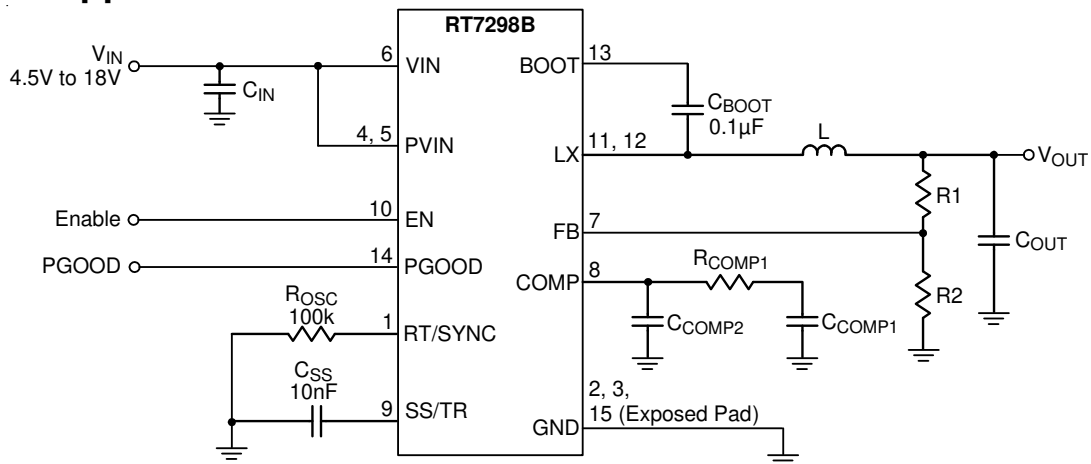 RT7298B
VIN
4.5V to 18V
CIN
6
VIN
4, 5
PVIN
Enable
10
EN
PGOOD
14
PGOOD
ROSC
100k
1
RT/SYNC
CSS
10nF
9
SS/TR
BOOT
13
CBOOT
0.1µF
LX
11, 12
L
VOUT
R1
FB
7
COUT
R2
COMP
8
RCOMP1
CCOMP2
CCOMP1
2, 3,
15 (Exposed Pad)
GND